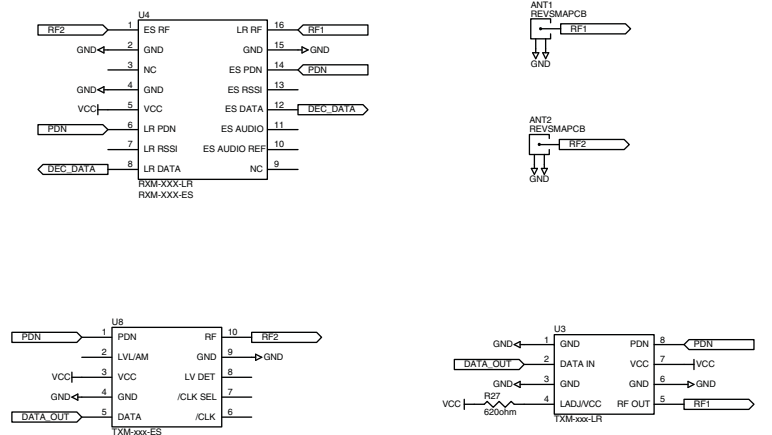 U4
RF2 1 ES RF LR RF 16 RF1
GND 2 GND GND 15 GND
3 NC ES PDN 14 PDN
GND 4 GND ES RSSI 13
VCC 5 VCC ES DATA 12 DEC_DATA
PDN 6 LR PDN ES AUDIO 11
7 LR RSSI ES AUDIO REF 10
DEC_DATA 8 LR DATA NC 9
RXM-XXX-LR
RXM-XXX-ES
ANT1
REVSMAPCB
RF1
GND
ANT2
REVSMAPCB
RF2
GND
U8
PDN 1 PDN RF 10 RF2
2 LVL/AM GND 9 GND
VCC 3 VCC LV DET 8
GND 4 GND /CLK SEL 7
DATA_OUT 5 DATA /CLK 6
TXM-xxx-ES
U3
GND 1 GND PDN 8 PDN
DATA_OUT 2 DATA IN VCC 7 VCC
GND 3 GND GND 6 GND
VCC R27 4 LADJ/VCC RF OUT 5 RF1
620ohm
TXM-xxx-LR